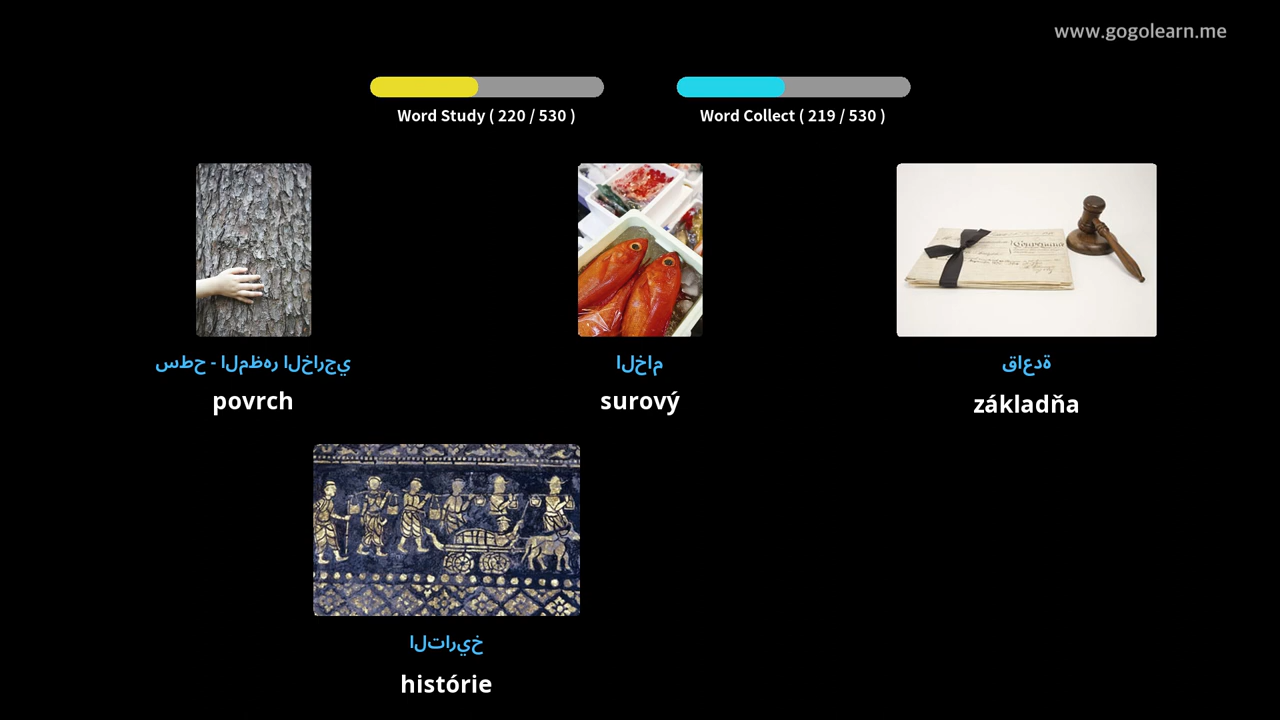 www.gogolearn.me
Word Study ( 220 / 530 )
Word Collect ( 219 / 530 )
سطح - المظهر الخارجي
الخام
قاعدة
povrch
surový
základňa
التاريخ
histórie